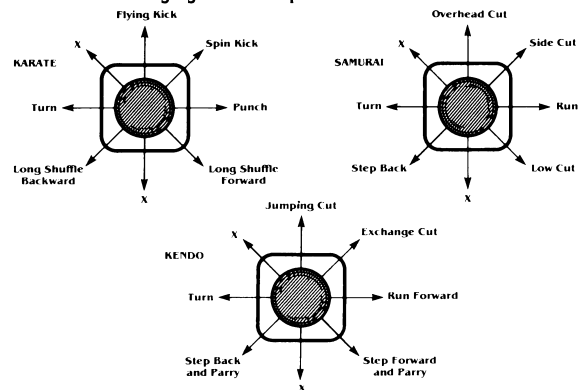 Flying Kick
X
Spin Kick
KARATE
Turn
Punch
Long Shuffle
Backward
Long Shuffle
Forward
X
Overhead Cut
X
Side Cut
SAMURAI
Turn
Run
Step Back
Low Cut
X
Jumping Cut
X
Exchange Cut
KENDO
Turn
Run Forward
Step Back
and Parry
Step Forward
and Parry
X